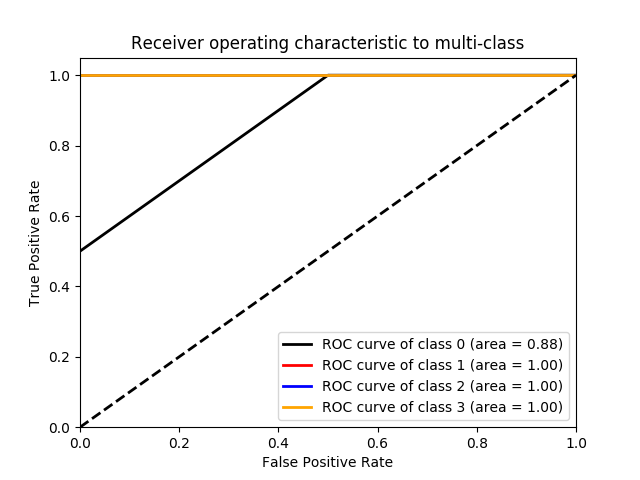 Receiver operating characteristic to multi-class
1.0
0.8
0.6
0.4
0.2
0.0
True Positive Rate
ROC curve of class 0 (area = 0.88)
ROC curve of class 1 (area = 1.00)
ROC curve of class 2 (area = 1.00)
ROC curve of class 3 (area = 1.00)
0.0 0.2 0.4 0.6 0.8 1.0
False Positive Rate